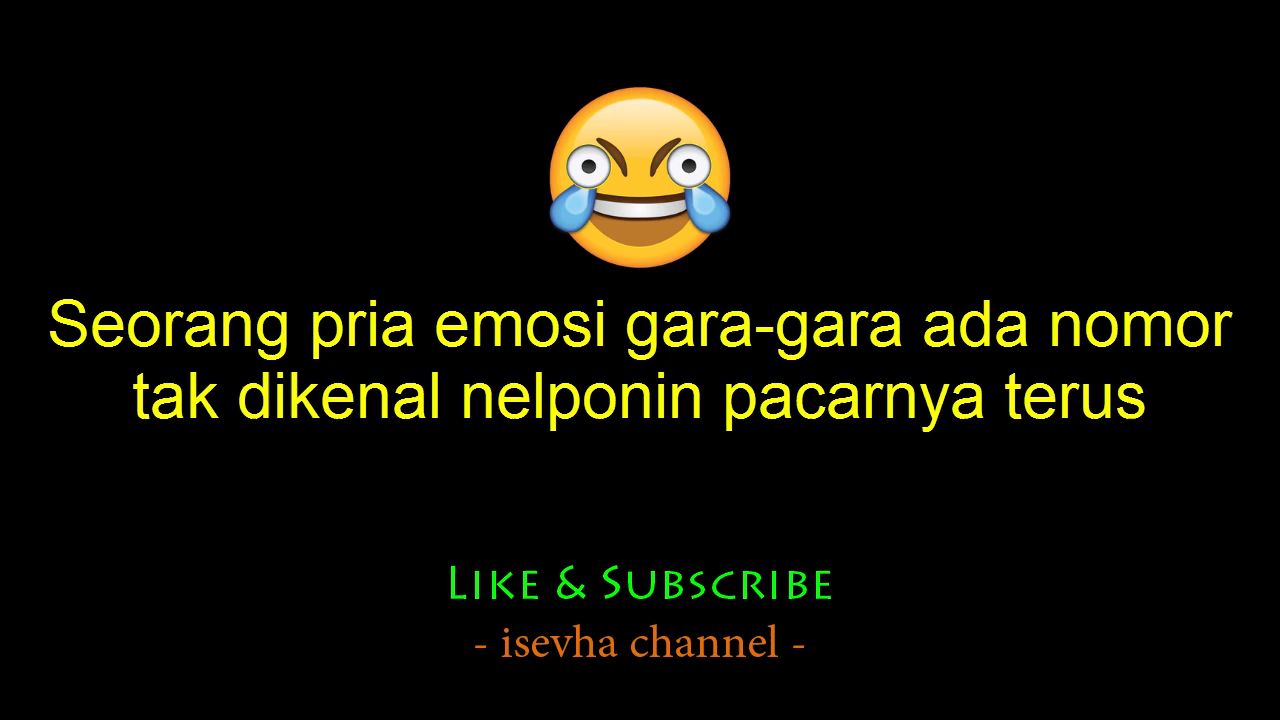 Seorang pria emosi gara-gara ada nomor
tak dikenal nelponin pacarnya terus
LIKE & SUBSCRIBE
- isevha channel -